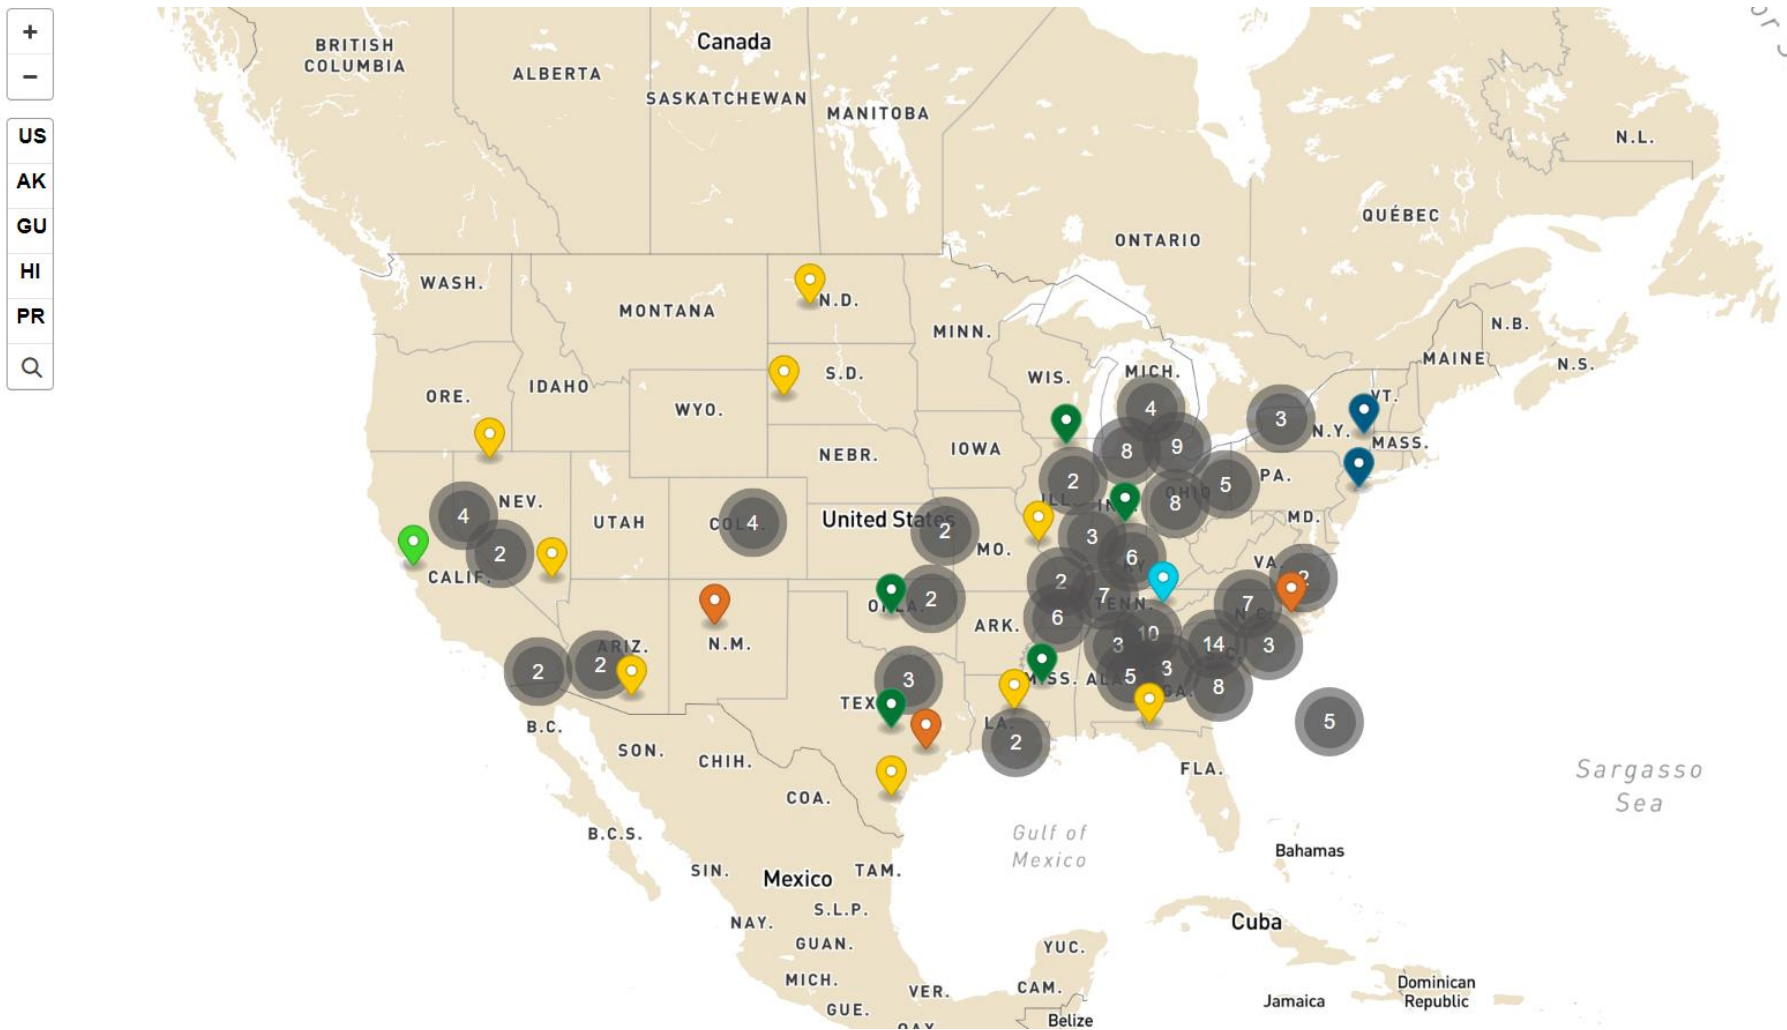 +
−
US
AK
GU
HI
PR
BRITISH
COLUMBIA
ALBERTA
Canada
SASKATCHEWAN
MANITOBA
ONTARIO
QUÉBEC
N.L.
N.B.
N.S.
MAINE
WASH.
MONTANA
N.D.
MINN.
ORE.
IDAHO
WYO.
S.D.
WIS.
MICH.
VT.
N.Y.
MASS.
4
3
8
9
NEBR.
IOWA
PA.
2
5
ILL.
OHIO
8
NEV.
4
UTAH
4
United States
2
MO.
3
MD.
2
CALIF.
6
VA.
2
2
7
TENN.
2
7
6
ARK.
10
3
14
3
ARIZ.
2
2
N.M.
3
TEX
MISS.
ALA
5
3
GA.
8
LA.
2
5
B.C.
SON.
CHIH.
COA.
FLA.
Sargasso
Sea
B.C.S.
Gulf of
Mexico
Bahamas
SIN.
Mexico
TAM.
S.L.P.
NAY.
GUAN.
Cuba
YUC.
MICH.
VER.
CAM.
GUE.
Belize
Jamaica
Dominican
Republic